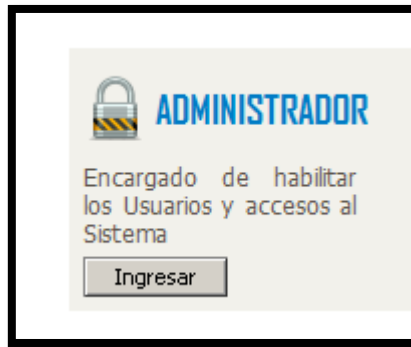 ADMINISTRADOR
Encargado de habilitar
los Usuarios y accesos al
Sistema
Ingresar